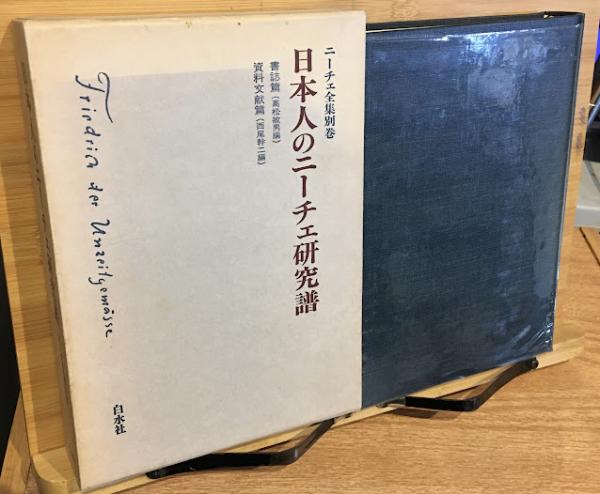 ニーチェ全集別巻
日本人のニーチェ研究譜
書誌篇(高松敏男編)
資料文献篇(西尾幹二編)
Friedrich der Unzeitgemässe.
白水社